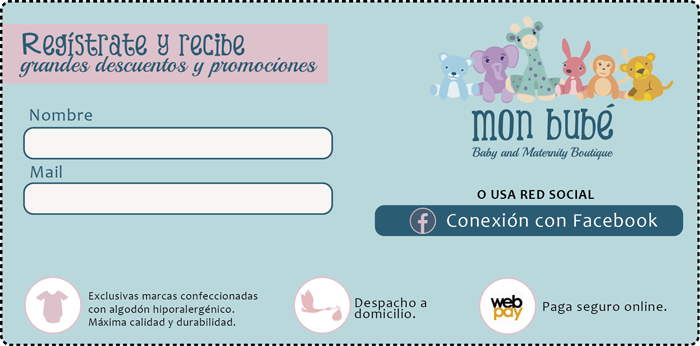 Regístrate y recibe
grandes descuentos y promociones
Nombre
Mail
mon bubé
Baby and Maternity Boutique
O USA RED SOCIAL
f Conexión con Facebook
Exclusivas marcas confeccionadas
con algodón hiporalergénico.
Máxima calidad y durabilidad.
Despacho a
domicilio.
web
pay
Paga seguro online.